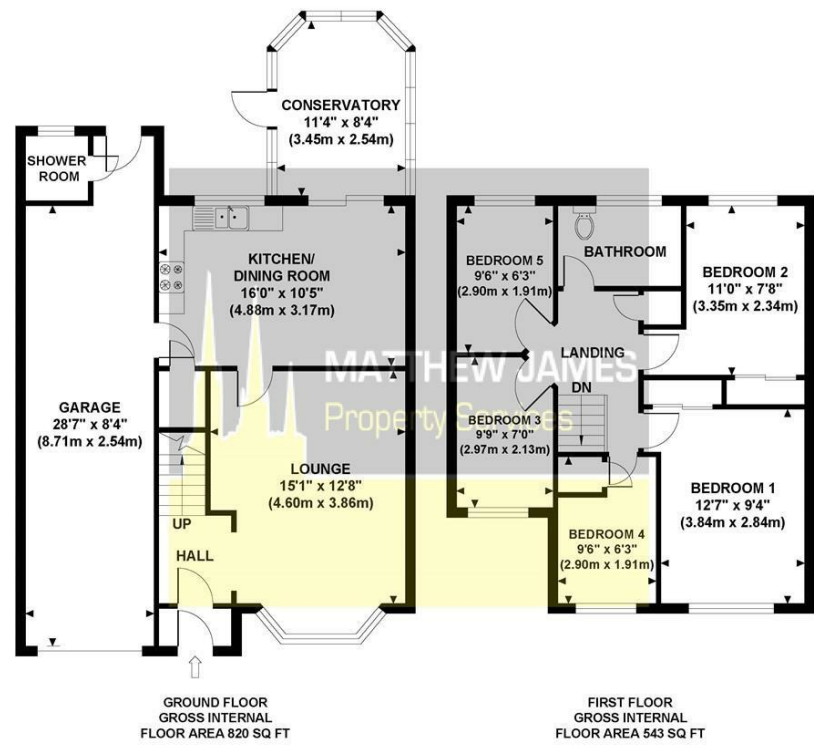 CONSERVATORY
11'4" x 8'4"
(3.45m x 2.54m)
SHOWER
ROOM
KITCHEN/
DINING ROOM
16'0" x 10'5"
(4.88m x 3.17m)
GARAGE
28'7" x 8'4"
(8.71m x 2.54m)
LOUNGE
15'1" x 12'8"
(4.60m x 3.86m)
UP
HALL
BEDROOM 5
9'6" x 6'3"
(2.90m x 1.91m)
BATHROOM
BEDROOM 2
11'0" x 7'8"
(3.35m x 2.34m)
LANDING
DN
MATTHEW JAMES
Property Services
BEDROOM 3
9'9" x 7'0"
(2.97m x 2.13m)
BEDROOM 1
12'7" x 9'4"
(3.84m x 2.84m)
BEDROOM 4
9'6" x 6'3"
(2.90m x 1.91m)
GROUND FLOOR
GROSS INTERNAL
FLOOR AREA 820 SQ FT
FIRST FLOOR
GROSS INTERNAL
FLOOR AREA 543 SQ FT